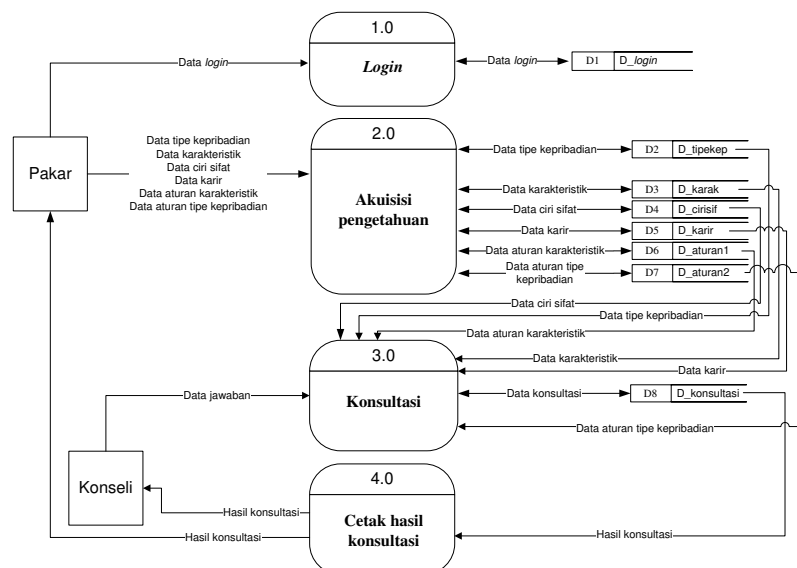 1.0
Login
Data login
Data login
D1 D_login
2.0
Akuisisi
pengetahuan
Pakar
Data tipe kepribadian
Data karakteristik
Data ciri sifat
Data karir
Data aturan karakteristik
Data aturan tipe kepribadian
Data tipe kepribadian
D2 D_tipekep
Data karakteristik
D3 D_karak
Data ciri sifat
D4 D_cirisif
Data karir
D5 D_karir
Data aturan karakteristik
D6 D_aturan1
Data aturan tipe
kepribadian
D7 D_aturan2
Data ciri sifat
Data tipe kepribadian
Data aturan karakteristik
3.0
Konsultasi
Data karakteristik
Data karir
Data jawaban
Data konsultasi
D8 D_konsultasi
Data aturan tipe kepribadian
Konseli
4.0
Cetak hasil
konsultasi
Hasil konsultasi
Hasil konsultasi
Hasil konsultasi